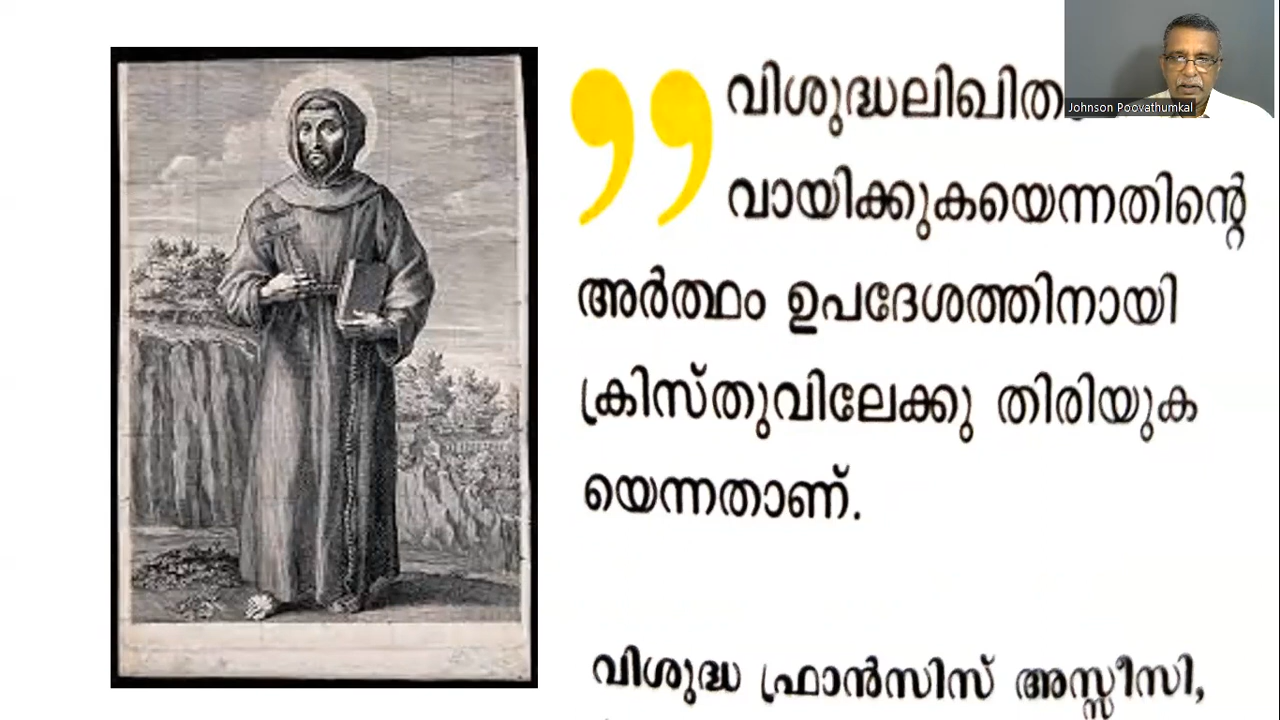 വിശുദ്ധലിഖിതം
വായിക്കുകയെന്നതിന്റെ
അർത്ഥം ഉപദേശത്തിനായി
ക്രിസ്തുവിലേക്കു തിരിയുക
യെന്നതാണ്.
വിശുദ്ധ ഫ്രാൻസിസ് അസ്സീസി,
Johnson Poovathumkal